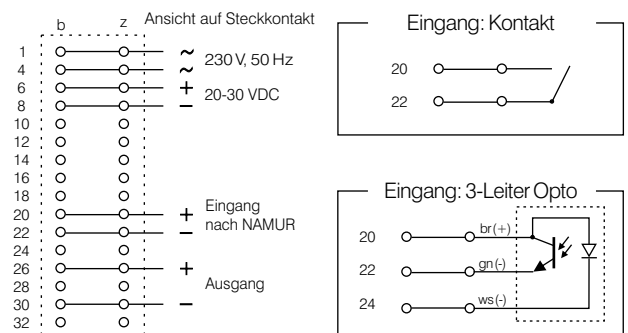 b z Ansicht auf Steckkontakt
1 ~ 230 V, 50 Hz
4 ~
6 + 20-30 VDC
8 −
10
12
14
16
18
20 + Eingang
22 − nach NAMUR
24
26 + Ausgang
28
30 −
32
Eingang: Kontakt
20
22
Eingang: 3-Leiter Opto
20 br(+)
22 gn(-)
24 ws(-)